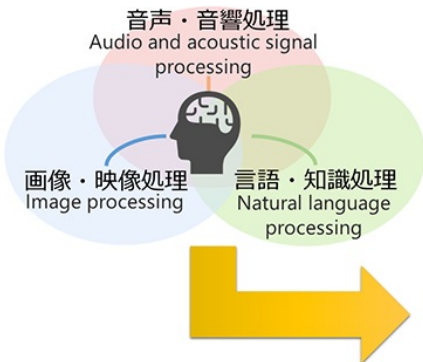 音声・音響処理
Audio and acoustic signal
processing
画像・映像処理
Image processing
言語・知識処理
Natural language
processing